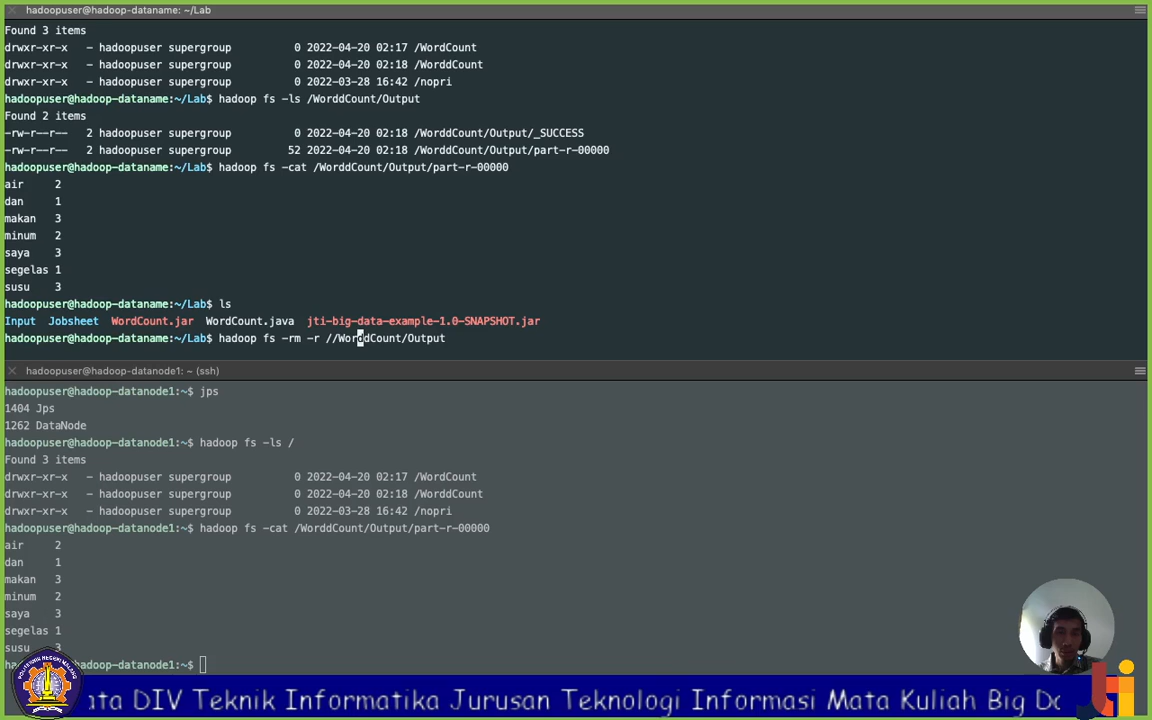 hadoopuser@hadoop-dataname: ~/Lab
Found 3 items
drwxr-xr-x - hadoopuser supergroup 0 2022-04-20 02:17 /WordCount
drwxr-xr-x - hadoopuser supergroup 0 2022-04-20 02:18 /WorddCount
drwxr-xr-x - hadoopuser supergroup 0 2022-03-28 16:42 /nopri
hadoopuser@hadoop-dataname:~/Lab$ hadoop fs -ls /WorddCount/Output
Found 2 items
-rw-r--r-- 2 hadoopuser supergroup 0 2022-04-20 02:18 /WorddCount/Output/_SUCCESS
-rw-r--r-- 2 hadoopuser supergroup 52 2022-04-20 02:18 /WorddCount/Output/part-r-00000
hadoopuser@hadoop-dataname:~/Lab$ hadoop fs -cat /WorddCount/Output/part-r-00000
air 2
dan 1
makan 3
minum 2
saya 3
segelas 1
susu 3
hadoopuser@hadoop-dataname:~/Lab$ ls
Input Jobsheet WordCount.jar WordCount.java jti-big-data-example-1.0-SNAPSHOT.jar
hadoopuser@hadoop-dataname:~/Lab$ hadoop fs -rm -r //WorddCount/Output
hadoopuser@hadoop-datanode1: ~ (ssh)
hadoopuser@hadoop-datanode1:~$ jps
1404 Jps
1262 DataNode
hadoopuser@hadoop-datanode1:~$ hadoop fs -ls /
Found 3 items
drwxr-xr-x - hadoopuser supergroup 0 2022-04-20 02:17 /WordCount
drwxr-xr-x - hadoopuser supergroup 0 2022-04-20 02:18 /WorddCount
drwxr-xr-x - hadoopuser supergroup 0 2022-03-28 16:42 /nopri
hadoopuser@hadoop-datanode1:~$ hadoop fs -cat /WorddCount/Output/part-r-00000
air 2
dan 1
makan 3
minum 2
saya 3
segelas 1
susu 3
adoop-datanode1:~$
ata DIV Teknik Informatika Jurusan Teknologi Informasi Mata Kuliah Big Da